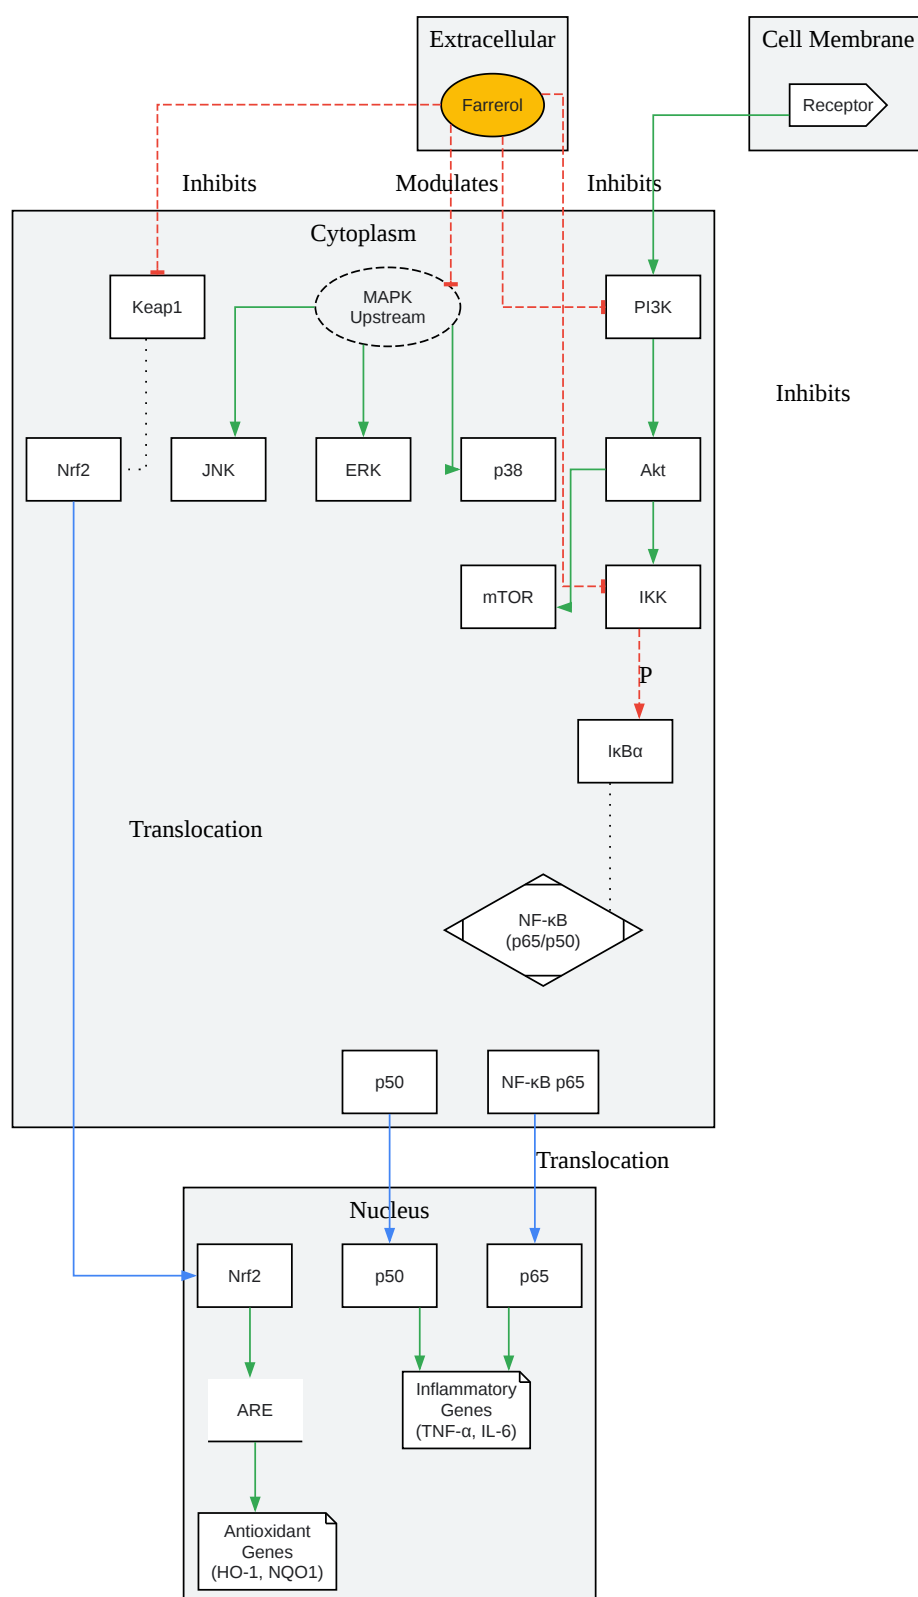 Extracellular
Cell Membrane
Farrerol
Receptor
Inhibits
Modulates
Inhibits
Cytoplasm
Keap1
MAPK
Upstream
PI3K
Inhibits
Nrf2
JNK
ERK
p38
Akt
mTOR
IKK
P
IκBα
Translocation
NF-κB
(p65/p50)
p50
NF-κB p65
Translocation
Nucleus
Nrf2
p50
p65
ARE
Inflammatory
Genes
(TNF-α, IL-6)
Antioxidant
Genes
(HO-1, NQO1)